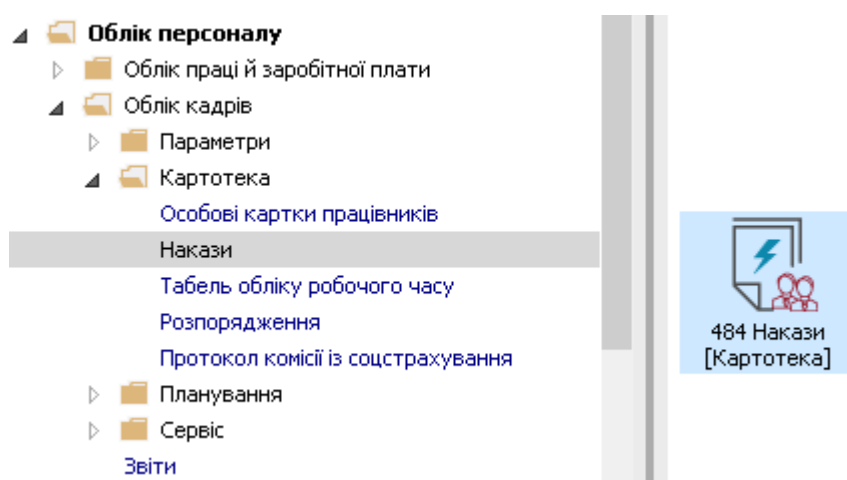 Облік персоналу
Облік праці й заробітної плати
Облік кадрів
Параметри
Картотека
Особові картки працівників
Накази
Табель обліку робочого часу
Розпорядження
Протокол комісії із соцстрахування
Планування
Сервіс
Звіти
484 Накази
[Картотека]